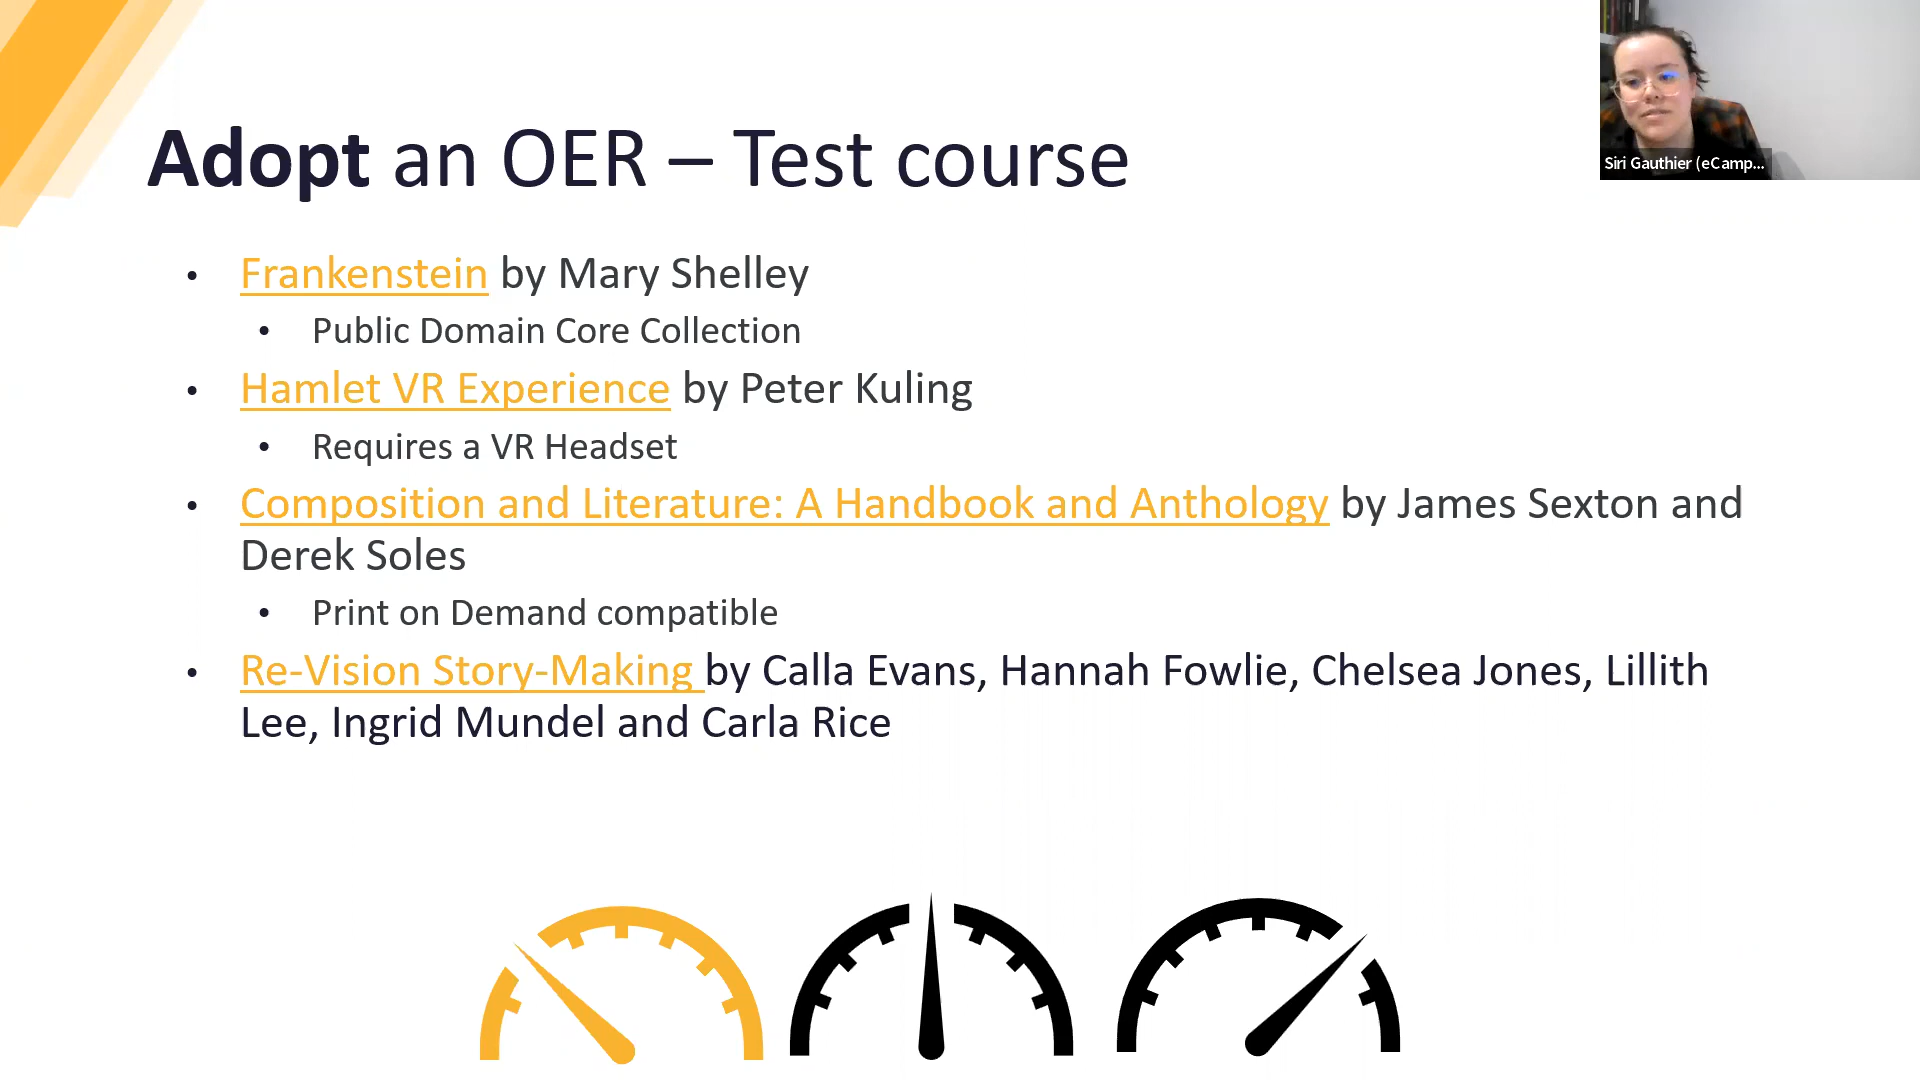 Adopt an OER – Test course
Siri Gauthier (eCamp...
• Frankenstein by Mary Shelley
• Public Domain Core Collection
• Hamlet VR Experience by Peter Kuling
• Requires a VR Headset
• Composition and Literature: A Handbook and Anthology by James Sexton and
Derek Soles
• Print on Demand compatible
• Re-Vision Story-Making by Calla Evans, Hannah Fowlie, Chelsea Jones, Lillith
Lee, Ingrid Mundel and Carla Rice